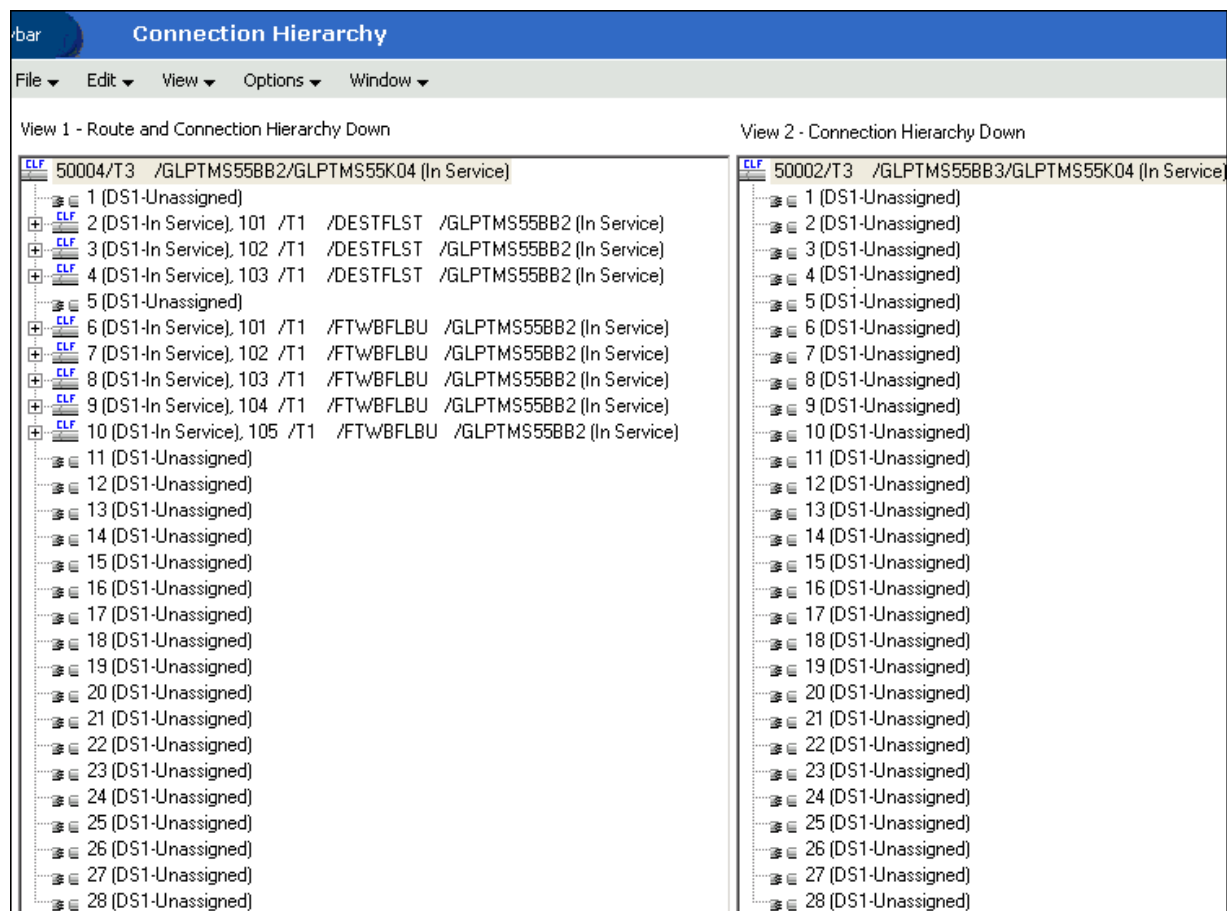 bar
Connection Hierarchy
File Edit View Options Window
View 1 - Route and Connection Hierarchy Down
CLF 50004/T3 /GLPTMS55BB2/GLPTMS55K04 (In Service)
1 (DS1-Unassigned)
CLF 2 (DS1-In Service), 101 /T1 /DESTFLST /GLPTMS55BB2 (In Service)
CLF 3 (DS1-In Service), 102 /T1 /DESTFLST /GLPTMS55BB2 (In Service)
CLF 4 (DS1-In Service), 103 /T1 /DESTFLST /GLPTMS55BB2 (In Service)
5 (DS1-Unassigned)
CLF 6 (DS1-In Service), 101 /T1 /FTWBFLBU /GLPTMS55BB2 (In Service)
CLF 7 (DS1-In Service), 102 /T1 /FTWBFLBU /GLPTMS55BB2 (In Service)
CLF 8 (DS1-In Service), 103 /T1 /FTWBFLBU /GLPTMS55BB2 (In Service)
CLF 9 (DS1-In Service), 104 /T1 /FTWBFLBU /GLPTMS55BB2 (In Service)
CLF 10 (DS1-In Service), 105 /T1 /FTWBFLBU /GLPTMS55BB2 (In Service)
11 (DS1-Unassigned)
12 (DS1-Unassigned)
13 (DS1-Unassigned)
14 (DS1-Unassigned)
15 (DS1-Unassigned)
16 (DS1-Unassigned)
17 (DS1-Unassigned)
18 (DS1-Unassigned)
19 (DS1-Unassigned)
20 (DS1-Unassigned)
21 (DS1-Unassigned)
22 (DS1-Unassigned)
23 (DS1-Unassigned)
24 (DS1-Unassigned)
25 (DS1-Unassigned)
26 (DS1-Unassigned)
27 (DS1-Unassigned)
28 (DS1-Unassigned)
View 2 - Connection Hierarchy Down
CLF 50002/T3 /GLPTMS55BB3/GLPTMS55K04 (In Service)
1 (DS1-Unassigned)
2 (DS1-Unassigned)
3 (DS1-Unassigned)
4 (DS1-Unassigned)
5 (DS1-Unassigned)
6 (DS1-Unassigned)
7 (DS1-Unassigned)
8 (DS1-Unassigned)
9 (DS1-Unassigned)
10 (DS1-Unassigned)
11 (DS1-Unassigned)
12 (DS1-Unassigned)
13 (DS1-Unassigned)
14 (DS1-Unassigned)
15 (DS1-Unassigned)
16 (DS1-Unassigned)
17 (DS1-Unassigned)
18 (DS1-Unassigned)
19 (DS1-Unassigned)
20 (DS1-Unassigned)
21 (DS1-Unassigned)
22 (DS1-Unassigned)
23 (DS1-Unassigned)
24 (DS1-Unassigned)
25 (DS1-Unassigned)
26 (DS1-Unassigned)
27 (DS1-Unassigned)
28 (DS1-Unassigned)